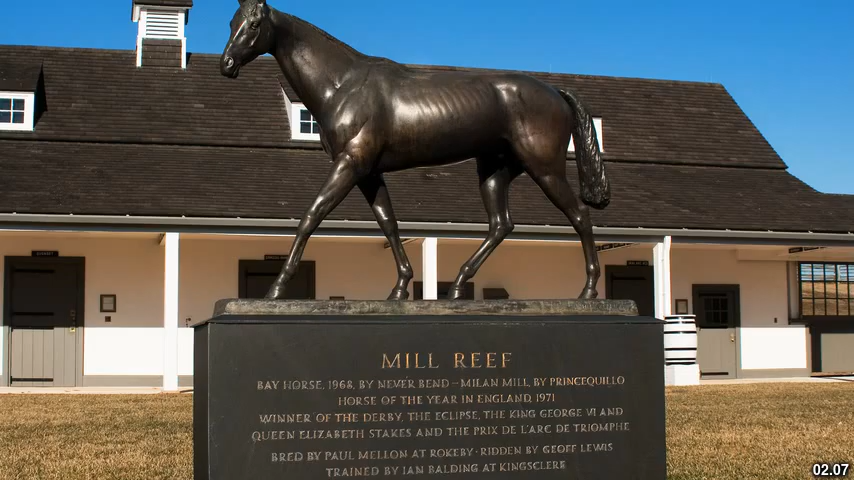 MILL REEF
BAY HORSE, 1968, BY NEVER BEND – MILAN MILL, BY PRINCEQUILLO
HORSE OF THE YEAR IN ENGLAND, 1971
WINNER OF THE DERBY, THE ECLIPSE, THE KING GEORGE VI AND
QUEEN ELIZABETH STAKES AND THE PRIX DE L'ARC DE TRIOMPHE
BRED BY PAUL MELLON AT ROKEBY · RIDDEN BY GEOFF LEWIS
TRAINED BY IAN BALDING AT KINGSCLERE
02.07